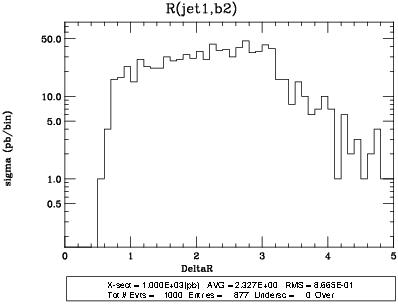 R(jet1,b2)
sigma (pb/bin)
50.0
10.0
5.0
1.0
0.5
0 1 2 3 4 5
DeltaR
X-sect = 1.000E+03(pb) AVG = 2.327E+00 RMS = 8.665E-01
Tot # Evts = 1000 Entries = 877 Undersc = 0 Over